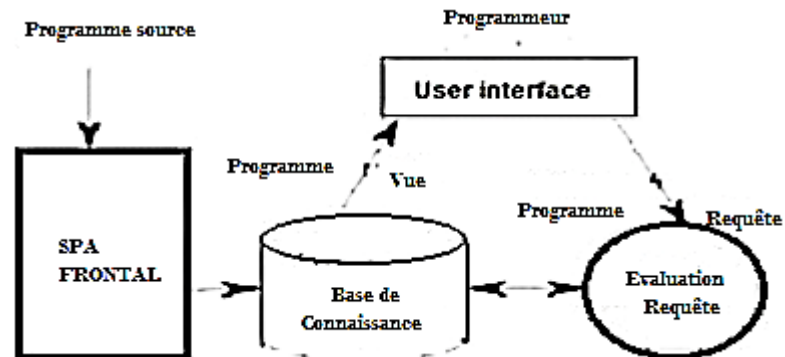 Programmeur
Programme source
User interface
Programme
Vue
Programme
Requête
SPA
FRONTAL
Base de
Connaissance
Evaluation
Requête